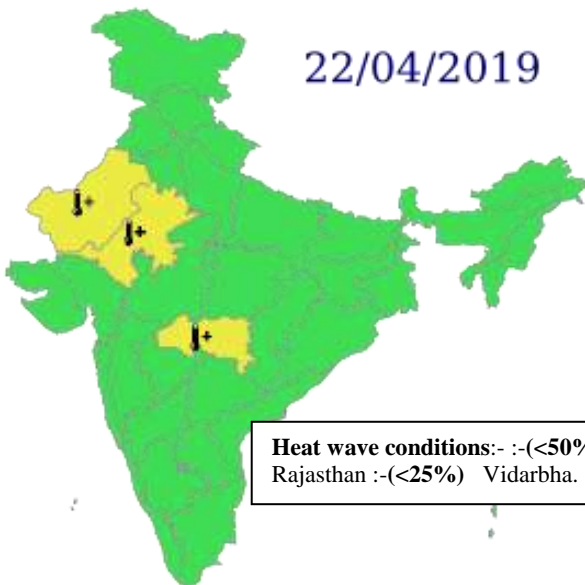 22/04/2019
Heat wave conditions:- :-(<50%
Rajasthan :-(<25%) Vidarbha.